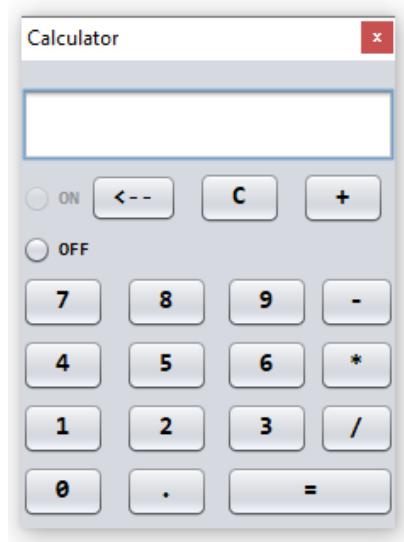 Calculator x
ON <-- C +
OFF
7 8 9 -
4 5 6 *
1 2 3 /
0 . =